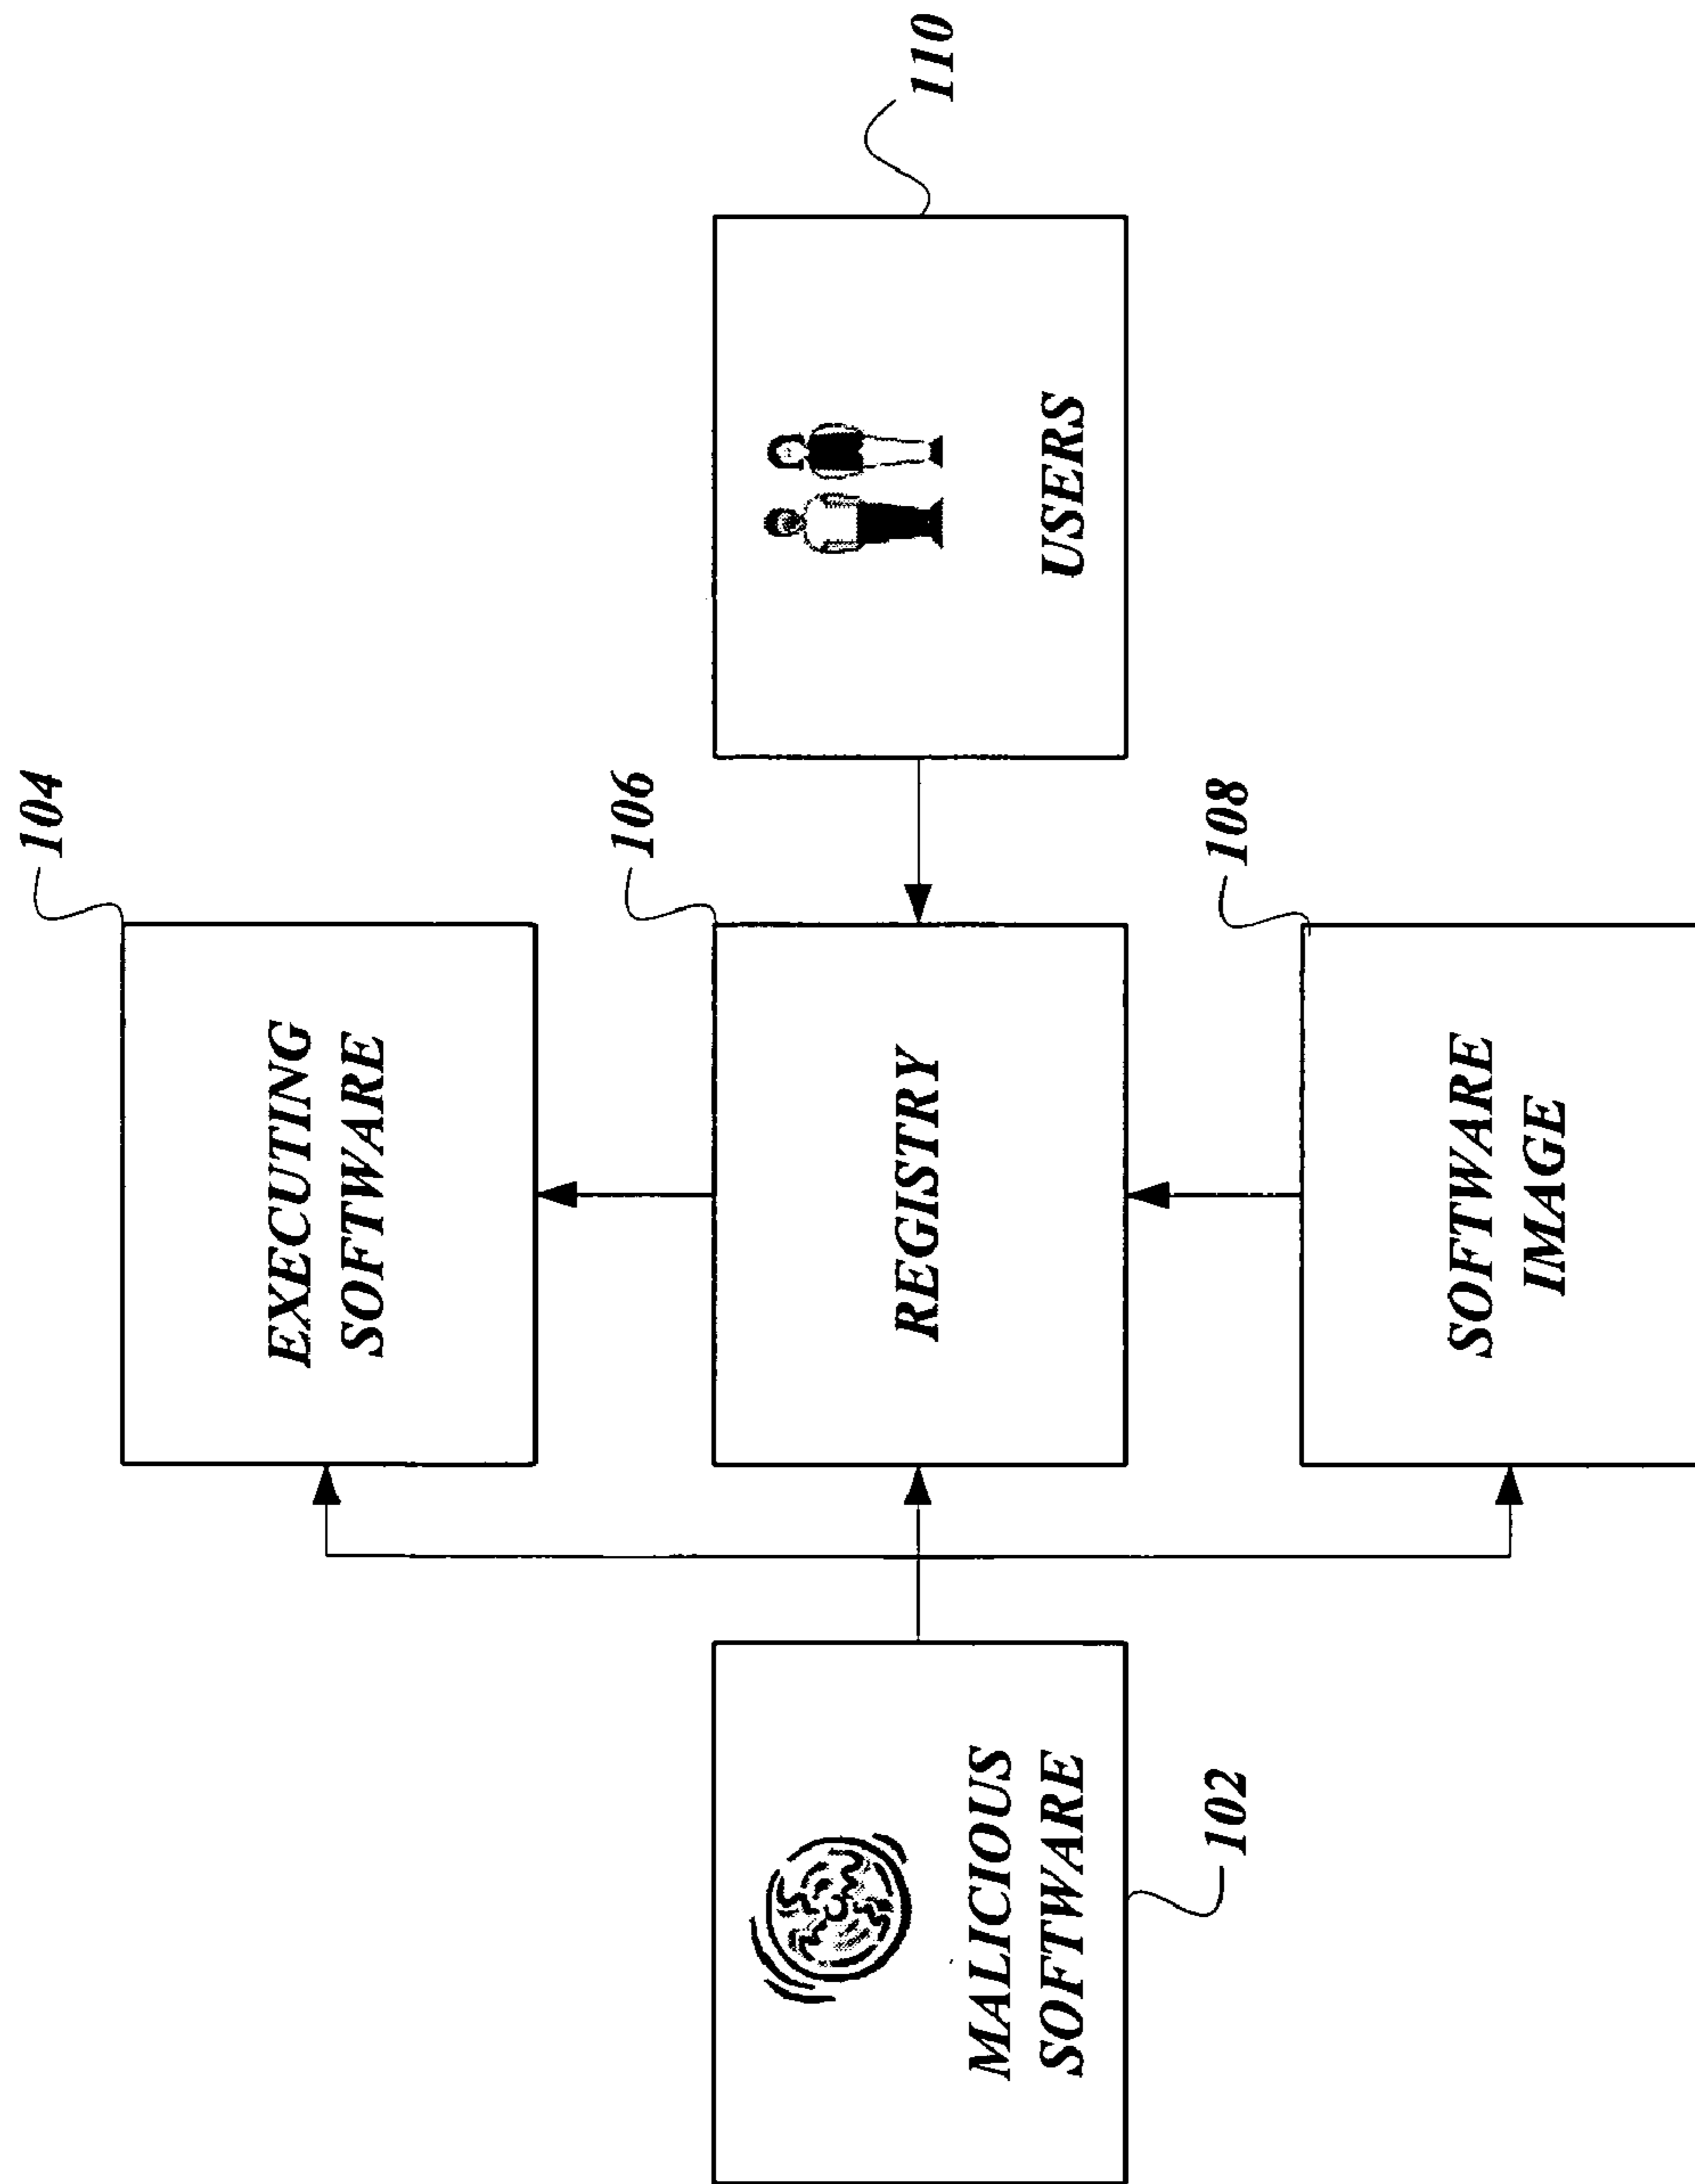 104
EXECUTING
SOFTWARE
106
MALICIOUS
SOFTWARE
102
REGISTRY
USERS
110
108
SOFTWARE
IMAGE